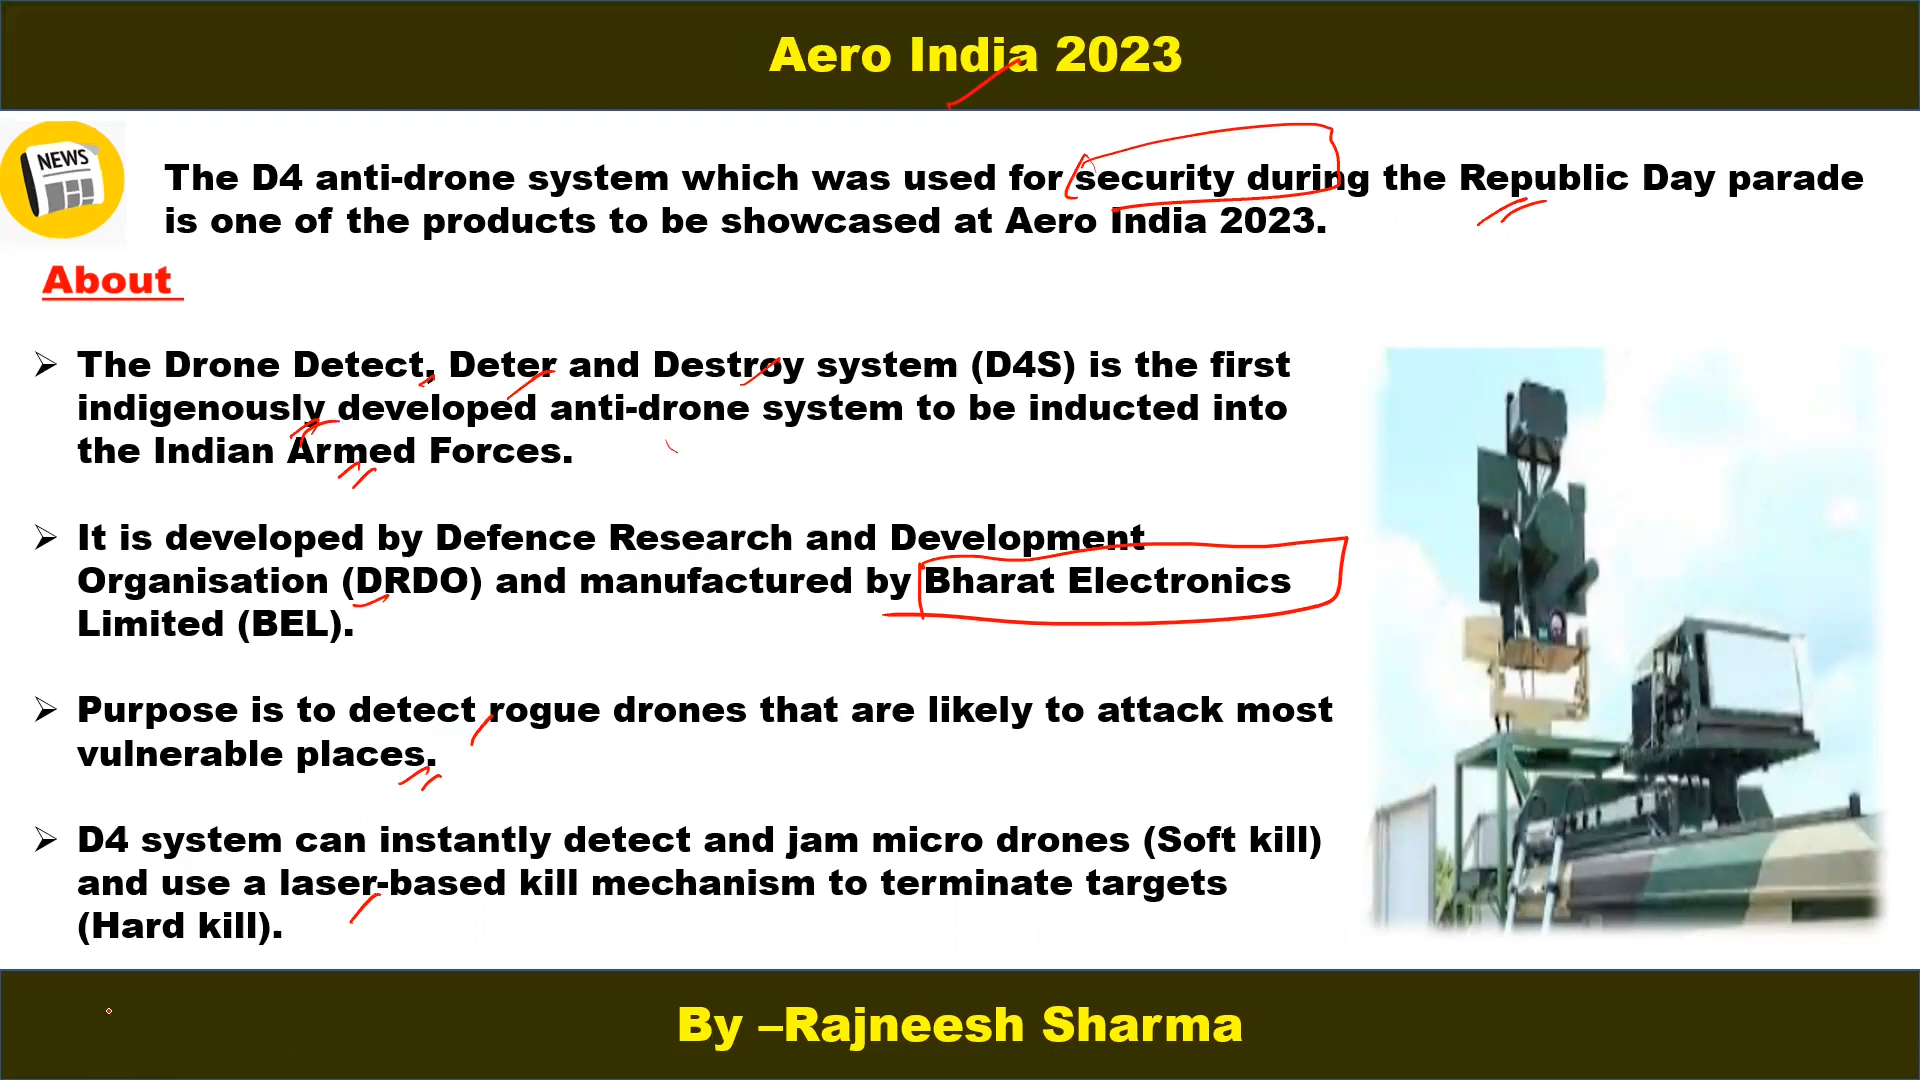 Aero India 2023
NEWS
The D4 anti-drone system which was used for security during the Republic Day parade
is one of the products to be showcased at Aero India 2023.
About
➢ The Drone Detect, Deter and Destroy system (D4S) is the first
indigenously developed anti-drone system to be inducted into
the Indian Armed Forces.
➢ It is developed by Defence Research and Development
Organisation (DRDO) and manufactured by Bharat Electronics
Limited (BEL).
➢ Purpose is to detect rogue drones that are likely to attack most
vulnerable places.
➢ D4 system can instantly detect and jam micro drones (Soft kill)
and use a laser-based kill mechanism to terminate targets
(Hard kill).
By –Rajneesh Sharma